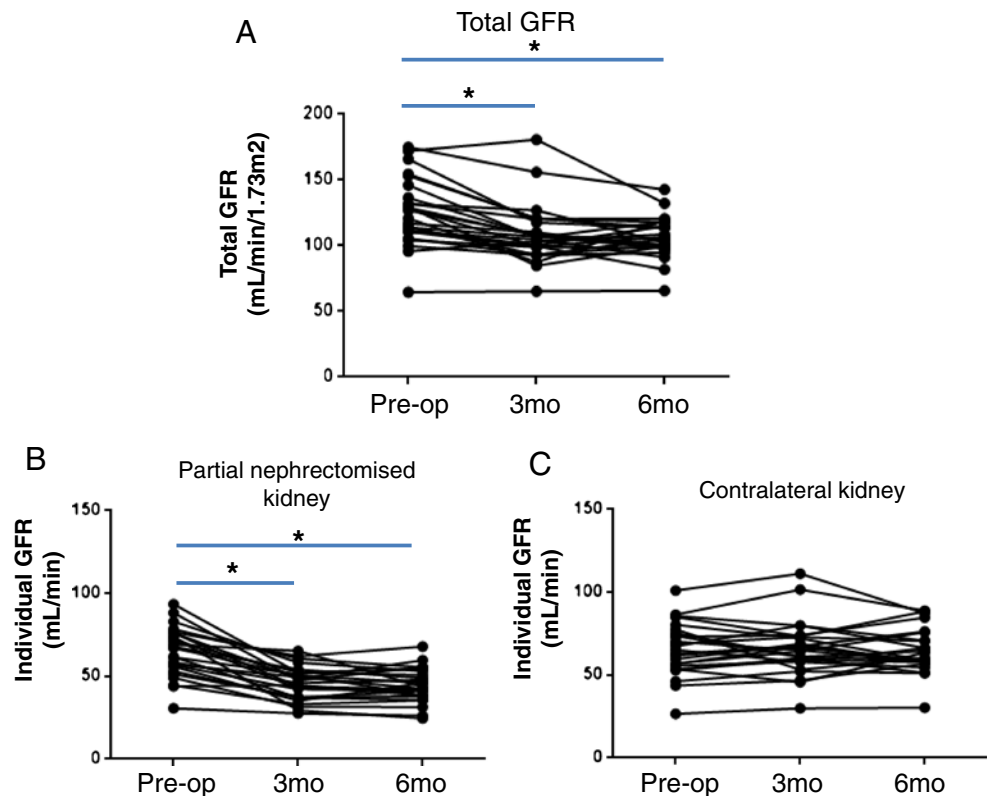 A
Total GFR
*
*
Total GFR
(mL/min/1.73m2)
200
150
100
50
0
Pre-op 3mo 6mo
B
Partial nephrectomised
kidney
*
*
Individual GFR
(mL/min)
150
100
50
0
Pre-op 3mo 6mo
C
Contralateral kidney
Individual GFR
(mL/min)
150
100
50
0
Pre-op 3mo 6mo